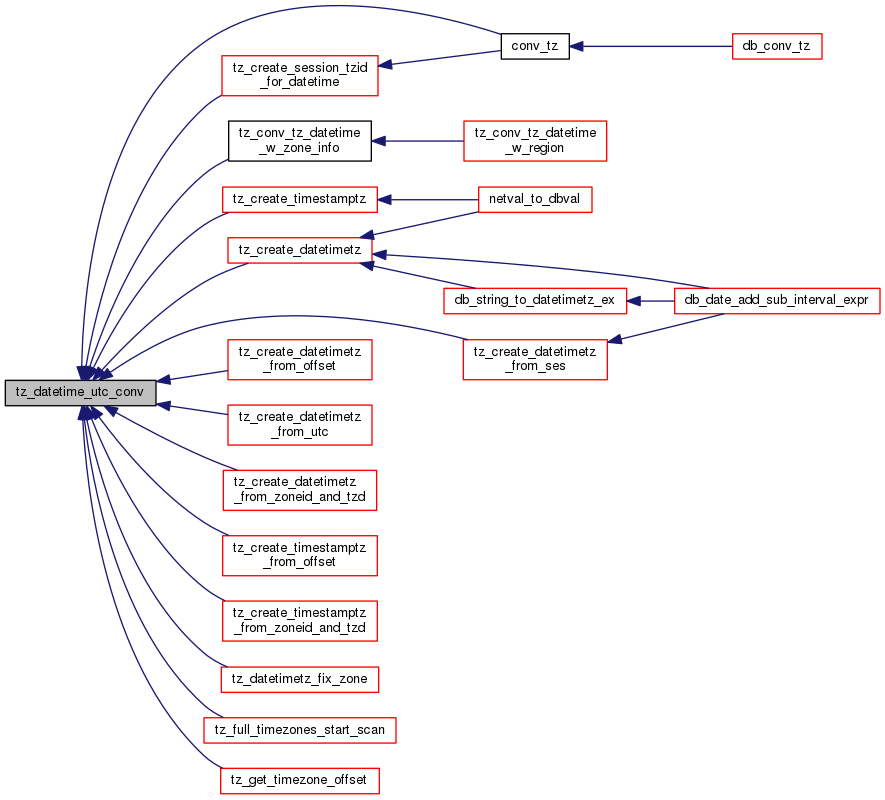 conv_tz
db_conv_tz
tz_create_session_tzid
_for_datetime
tz_conv_tz_datetime
_w_zone_info
tz_conv_tz_datetime
_w_region
tz_create_timestamptz
netval_to_dbval
tz_create_datetimetz
db_string_to_datetimetz_ex
db_date_add_sub_interval_expr
tz_create_datetimetz
_from_ses
tz_create_datetimetz
_from_offset
tz_datetime_utc_conv
tz_create_datetimetz
_from_utc
tz_create_datetimetz
_from_zoneid_and_tzd
tz_create_timestamptz
_from_offset
tz_create_timestamptz
_from_zoneid_and_tzd
tz_datetimetz_fix_zone
tz_full_timezones_start_scan
tz_get_timezone_offset